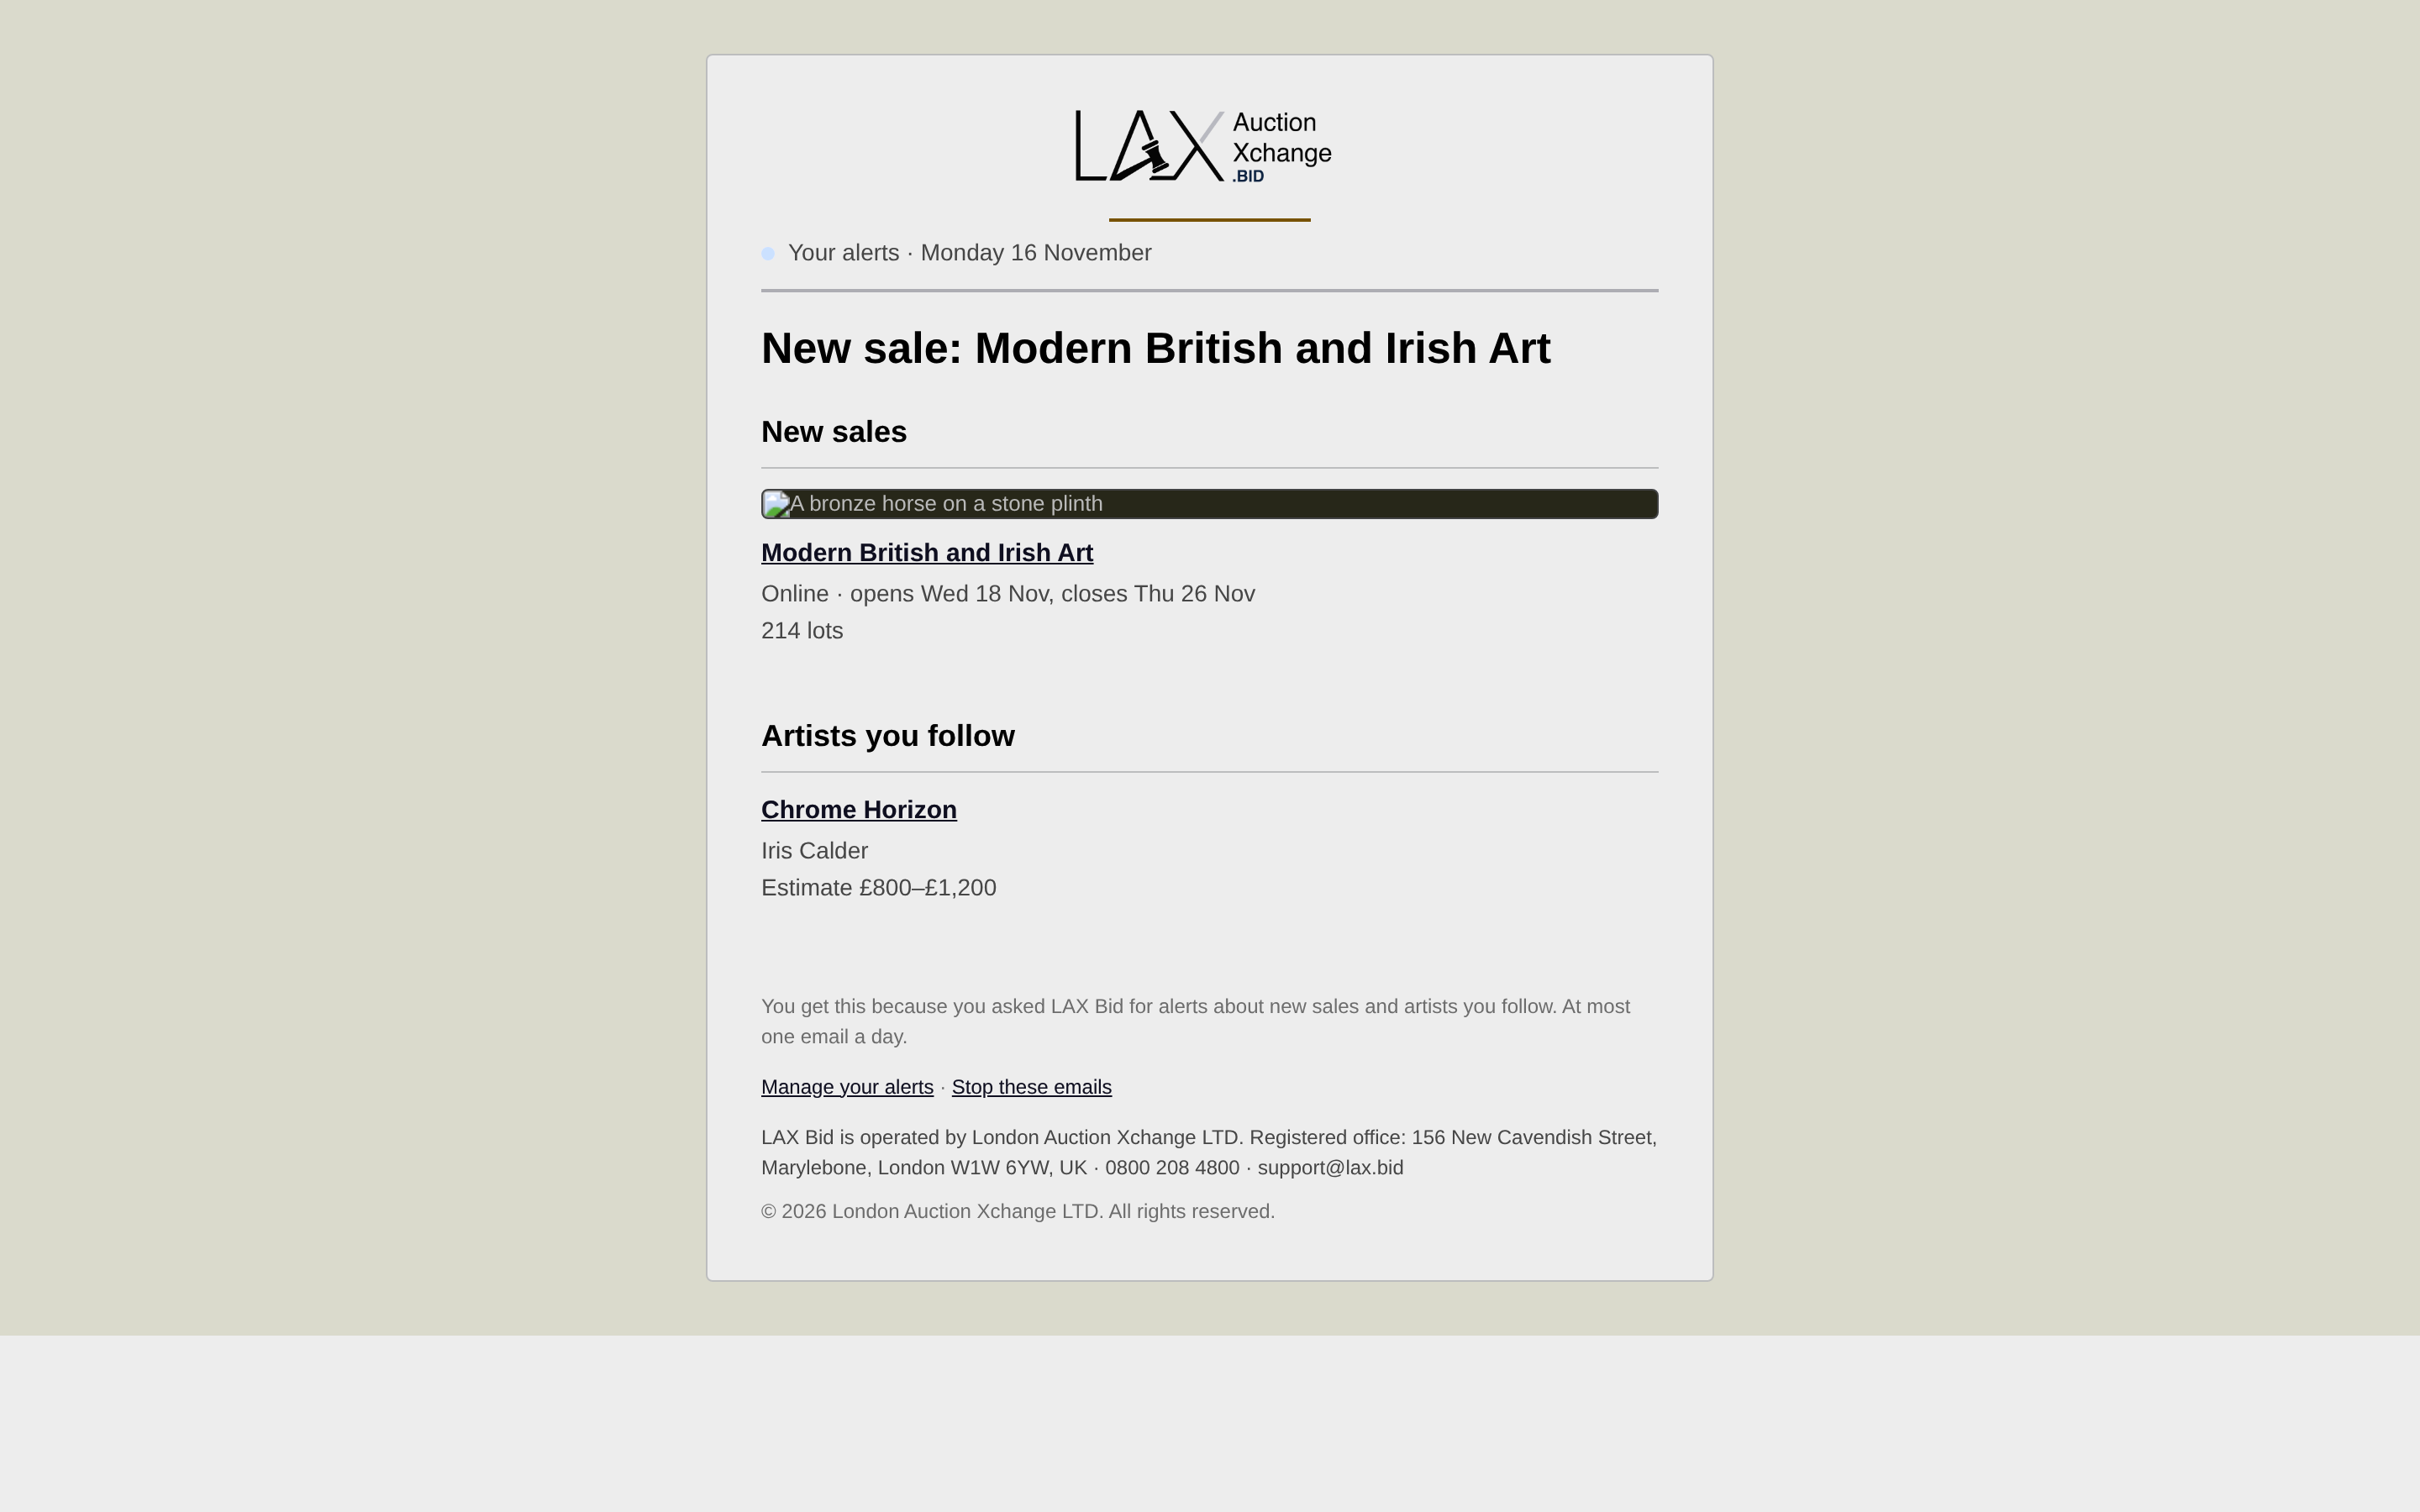 LAX Auction
Xchange
.BID
Your alerts · Monday 16 November
New sale: Modern British and Irish Art
New sales
A bronze horse on a stone plinth
Modern British and Irish Art
Online · opens Wed 18 Nov, closes Thu 26 Nov
214 lots
Artists you follow
Chrome Horizon
Iris Calder
Estimate £800–£1,200
You get this because you asked LAX Bid for alerts about new sales and artists you follow. At most
one email a day.
Manage your alerts · Stop these emails
LAX Bid is operated by London Auction Xchange LTD. Registered office: 156 New Cavendish Street,
Marylebone, London W1W 6YW, UK · 0800 208 4800 · support@lax.bid
© 2026 London Auction Xchange LTD. All rights reserved.